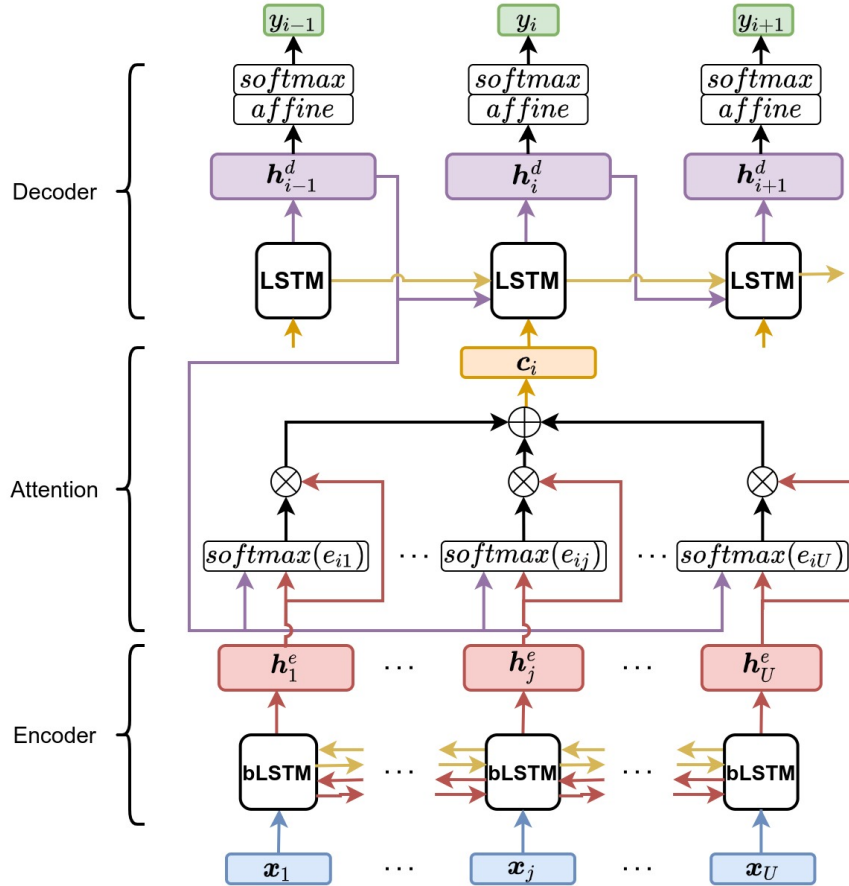 y_{i-1} y_i y_{i+1}
softmax softmax softmax
affine affine affine
Decoder
h^d_{i-1} h^d_i h^d_{i+1}
LSTM LSTM LSTM
c_i
Attention
softmax(e_{i1}) ... softmax(e_{ij}) ... softmax(e_{iU})
h^e_1 ... h^e_j ... h^e_U
Encoder
bLSTM ... bLSTM ... bLSTM
x_1 ... x_j ... x_U